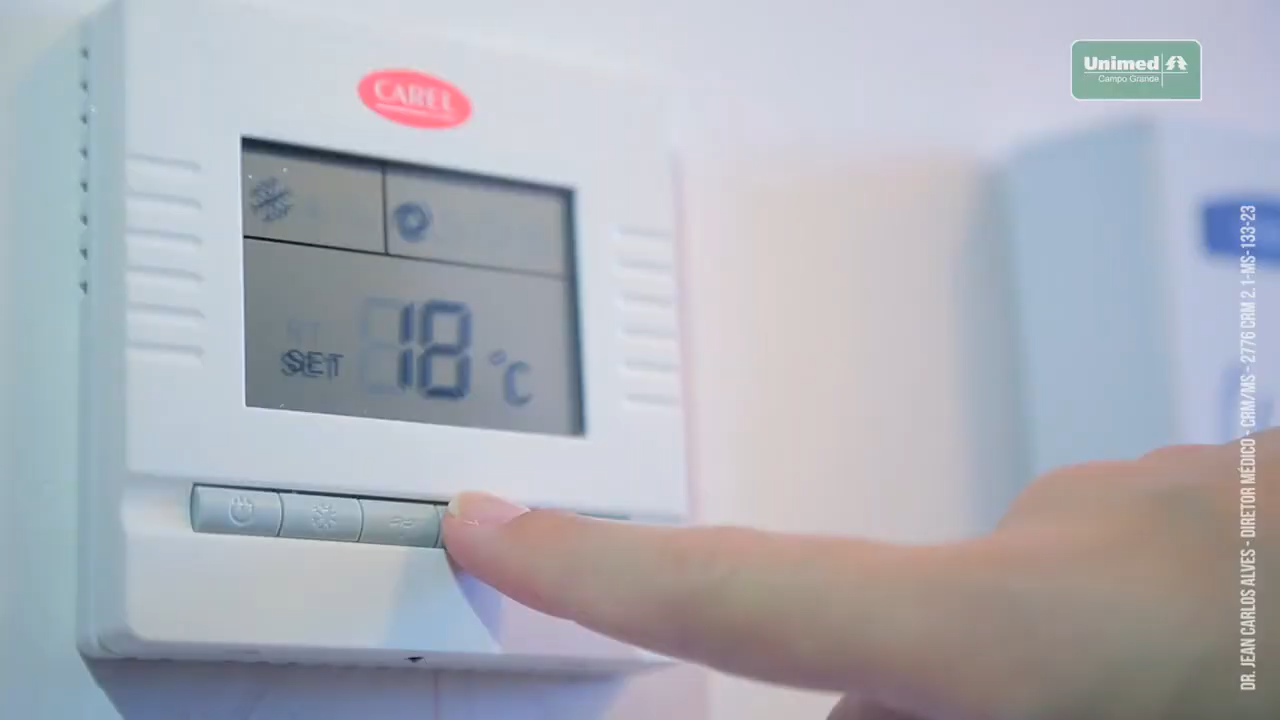 CAREL
Unimed
Campo Grande
SET 18 °C
DR. JEAN CARLOS ALVES - DIRETOR MÉDICO - CRM/MS - 2776 CRM 2.1-MS-133-23